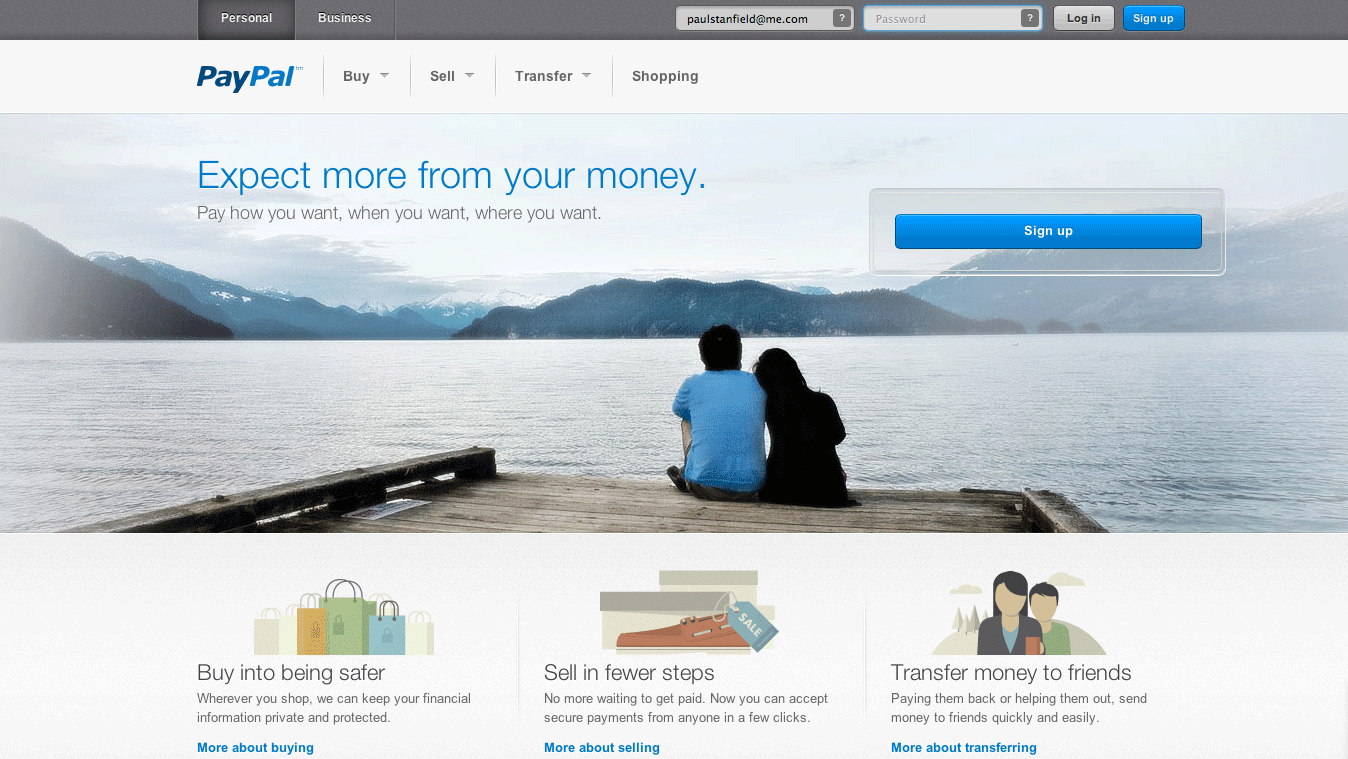 Personal Business paulstanfield@me.com ? Password ? Log in Sign up
PayPal™ Buy Sell Transfer Shopping
Expect more from your money.
Pay how you want, when you want, where you want.
Sign up
SALE
Buy into being safer
Wherever you shop, we can keep your financial
information private and protected.
More about buying
Sell in fewer steps
No more waiting to get paid. Now you can accept
secure payments from anyone in a few clicks.
More about selling
Transfer money to friends
Paying them back or helping them out, send
money to friends quickly and easily.
More about transferring